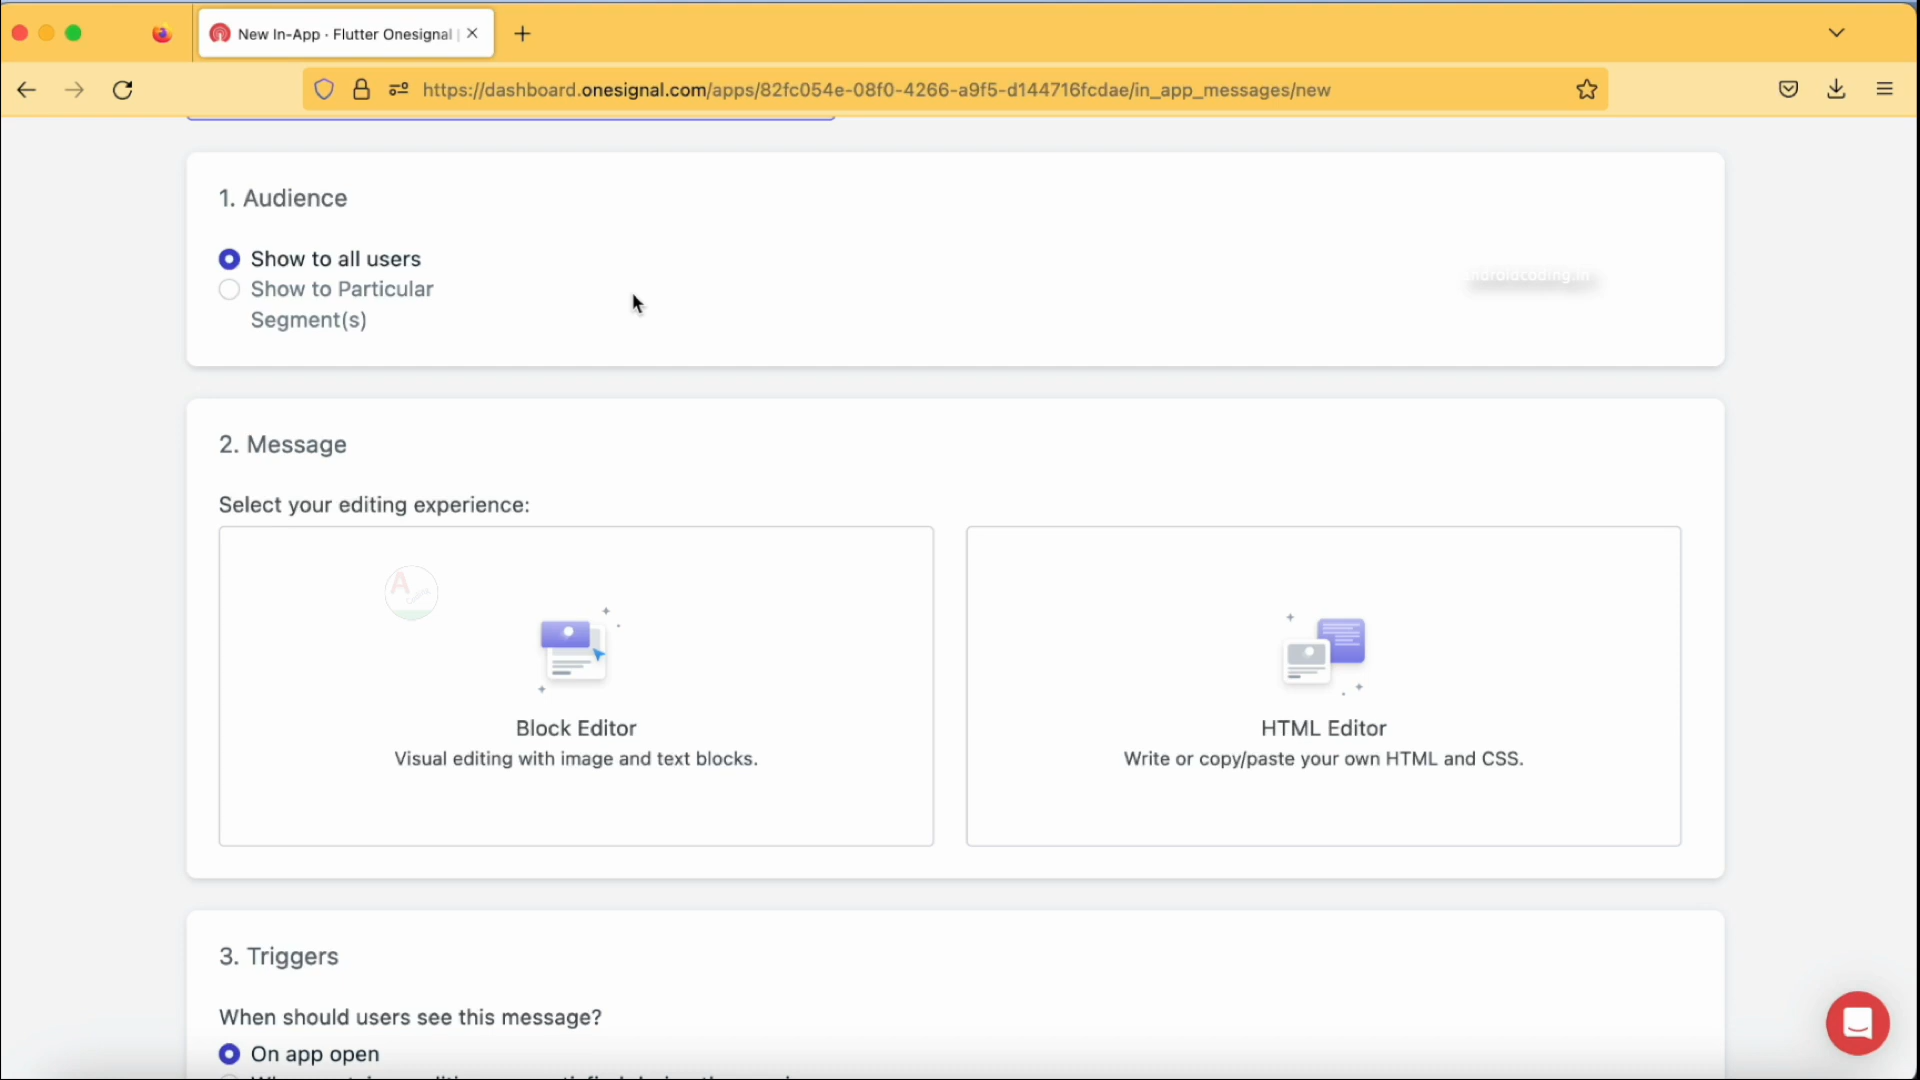 New In-App · Flutter Onesignal |
https://dashboard.onesignal.com/apps/82fc054e-08f0-4266-a9f5-d144716fcdae/in_app_messages/new
1. Audience
Show to all users
Show to Particular
Segment(s)
2. Message
Select your editing experience:
Block Editor
Visual editing with image and text blocks.
HTML Editor
Write or copy/paste your own HTML and CSS.
3. Triggers
When should users see this message?
On app open